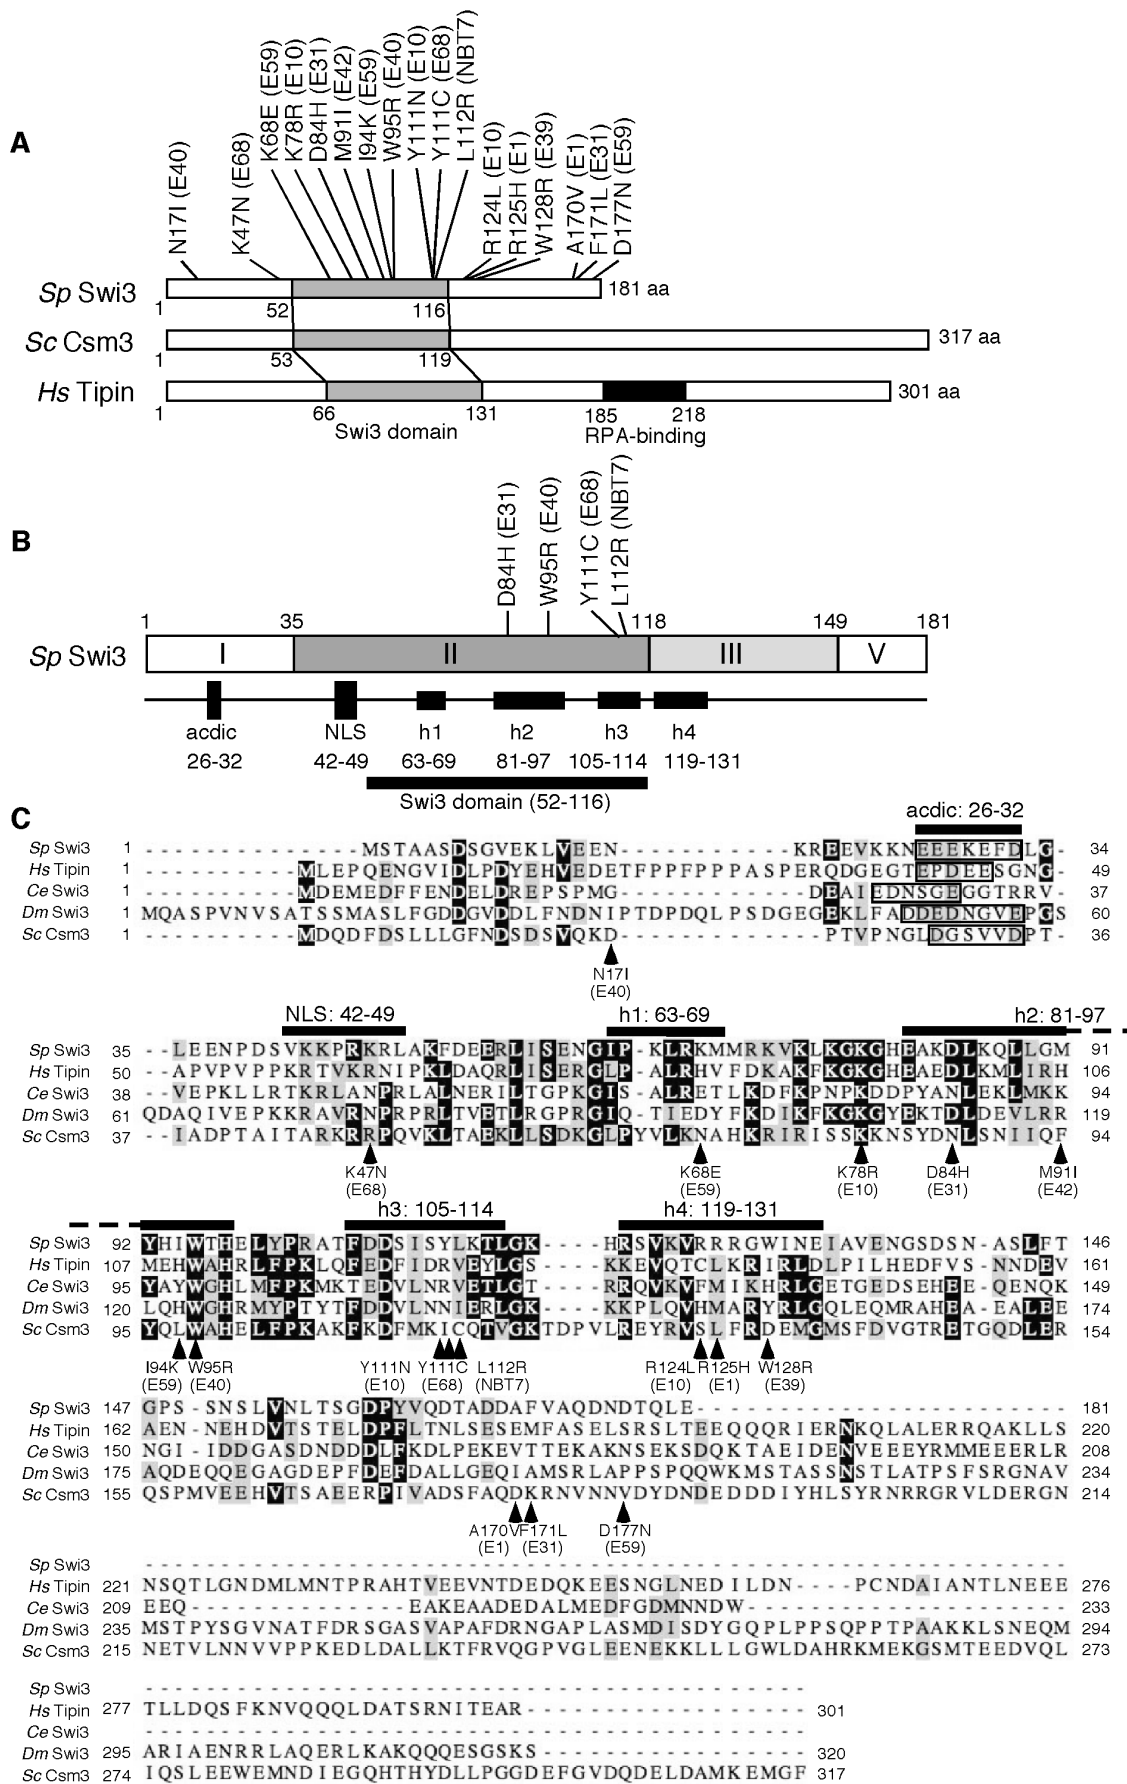 A
N17I (E40)
K47N (E68)
K68E (E59)
K78R (E10)
D84H (E31)
M91I (E42)
I94K (E59)
W95R (E40)
Y111N (E10)
Y111C (E68)
L112R (NBT7)
R124L (E10)
R125H (E1)
W128R (E39)
A170V (E1)
F171L (E31)
D177N (E59)
Sp Swi3 181 aa
1 52 116
Sc Csm3 317 aa
1 53 119
Hs Tipin 301 aa
1 66 131 185 218
Swi3 domain RPA-binding
B
D84H (E31)
W95R (E40)
Y111C (E68)
L112R (NBT7)
1 35 118 149 181
Sp Swi3 I II III V
acdic NLS h1 h2 h3 h4
26-32 42-49 63-69 81-97 105-114 119-131
Swi3 domain (52-116)
C
acdic: 26-32
Sp Swi3 1 - - - - - - - - - - - - - - MSTAASDSGVEKLVEEN - - - - - - - - - - - KREEVKKNEEEKEFDLG - 34
Hs Tipin 1 - - - - - - - - - - MLEPQENGVIDLPDYEHVEDETFPPFPPPASPERQDGEGTEPDEESGNG - 49
Ce Swi3 1 - - - - - - - - - - MDEMEDFFENDELDREPSPMG - - - - - - - - - - - - DEAIEDNSGEGGTRRV - 37
Dm Swi3 1 MQASPVNVSATSSMASLFGDDGVDDLFNDNIPTDPDQLPSDGEGEKLFADDEDNGVEPGS 60
Sc Csm3 1 - - - - - - - - - - MDQDFDSLLLGFNDSDSVQKD - - - - - - - - - - - - - PTVPNGLDGSVVDPT - 36
N17I
(E40)
NLS: 42-49 h1: 63-69 h2: 81-97
Sp Swi3 35 - - LEENPDSVKKPRKRLAKFDEERLISENGIP - KLRKMMRKVKLKGKGHEAKDLKQLLGM 91
Hs Tipin 50 - - APVPVPPKRTVKRNIPKLDAQRLISERGLP - ALRHVFDKAKFKGKGHEAEDLKMLIRH 106
Ce Swi3 38 - - VEPKLLRTKRLANPRLALNERILTGPKGIS - ALRETLKDFKPNPKDDPYANLEKLMKK 94
Dm Swi3 61 QDAQIVEPKKRAVRNPRPRLTVETLRGPRGIQ - TIEDYFKDIKFKGKGYEKTDLDEVLRR 119
Sc Csm3 37 - - IADPTAITARKRRPQVKLTAEKLLSDKGLPYVLKNAHKRIRISSKKNSYDNLSNIIQF 94
K47N K68E K78R D84H M91I
(E68) (E59) (E10) (E31) (E42)
h3: 105-114 h4: 119-131
Sp Swi3 92 YHIWTHELYPRATFDDSISYLKTLGK - - - - HRSVKVRRRGWINEIAVENGSDSN - ASLFT 146
Hs Tipin 107 MEHWAHRLFPKLQFEDFIDRVEYLGS - - - - KKEVQTCLKRIRLDLPILHEDFVS - NNDEV 161
Ce Swi3 95 YAYWGHLMFPKMKTEDVLNRVETLGT - - - - RREVQVFMIKHRLGETGEDSEHEE - QENQK 149
Dm Swi3 120 LQHWGHRMYPTYTFDDVLNNIERLGK - - - - KKPLQVHMARYRLGQLEQMRAHEA - EALEE 174
Sc Csm3 95 YQLWAHELFPKAKFKDFMKICQTVGKTDPVLREYRVSLFRDEMGMSFDVGTRETGQDLER 154
I94K W95R Y111N Y111C L112R R124L R125H W128R
(E59) (E40) (E10) (E68) (NBT7) (E10) (E1) (E39)
Sp Swi3 147 GPS - SNSLVNLTSGDPYVQDTADDAFVAQDNDTQLE - - - - - - - - - - - - - - - - - - - - - - - - 181
Hs Tipin 162 AEN - NEHDVTSTELDPFLTNLSESEMFASELSRSLTEEQQQRIERNKQLALERRQAKLLS 220
Ce Swi3 150 NGI - IDDGASDNDDDLFKDLPEKEVTTEKAKNSEKSDQKTAEIDENVEEEYRMMEEERLR 208
Dm Swi3 175 AQDEQQEGAGDEPFDEFDALLGEQIAMSRLAPPSPQQWKMSTASSNSTLATPSFSRGNAV 234
Sc Csm3 155 QSPMVEEHVTSAEERPIVADSFAQDKRNVNNVDYDNDEDDDIYHLSYRNRRGRVLDERGN 214
A170V F171L D177N
(E1) (E31) (E59)
Sp Swi3 - - - - - - - - - - - - - - - - - - - - - - - - - - - - - - - - - - - - - - - - - - - - - - - - - - - - - - - - - - - -
Hs Tipin 221 NSQTLGNDMLMNTPRAHTVEEVNTDEDQKEESNGLNEDILDN - - - - PCNDAIANTLNEEE 276
Ce Swi3 209 EEQ - - - - - - - - - - - - - - EAKEAADEDALMEDFGDMNNDW - - - - - - - - - - - - - - - - - - - - - 233
Dm Swi3 235 MSTPYSGVNATFDRSGASVAPAFDRNGAPLASMDISDYGQPLPPSQPPTPAAKKLSNEQM 294
Sc Csm3 215 NETVLNNVVPPKEDLDALLKTFRVQGPVGLEENEKKLLLGWLDAHRKMEKGSMTEEDVQL 273
Sp Swi3 - - - - - - - - - - - - - - - - - - - - - - - - - - - - - - - - - - - - - - - - - - -
Hs Tipin 277 TLLDQSFKNVQQQLDATSRNITEAR - - - - - - - - - - - - - - - - - - 301
Ce Swi3 - - - - - - - - - - - - - - - - - - - - - - - - - - - - - - - - - - - - - - - - - - -
Dm Swi3 295 ARIAENRRLAQERLKAKQQQESGSKS - - - - - - - - - - - - - - - - - 320
Sc Csm3 274 IQSLEEWEMNDIEGQHTHYDLLPGGDEFGVDQDELDAMKEMGF 317